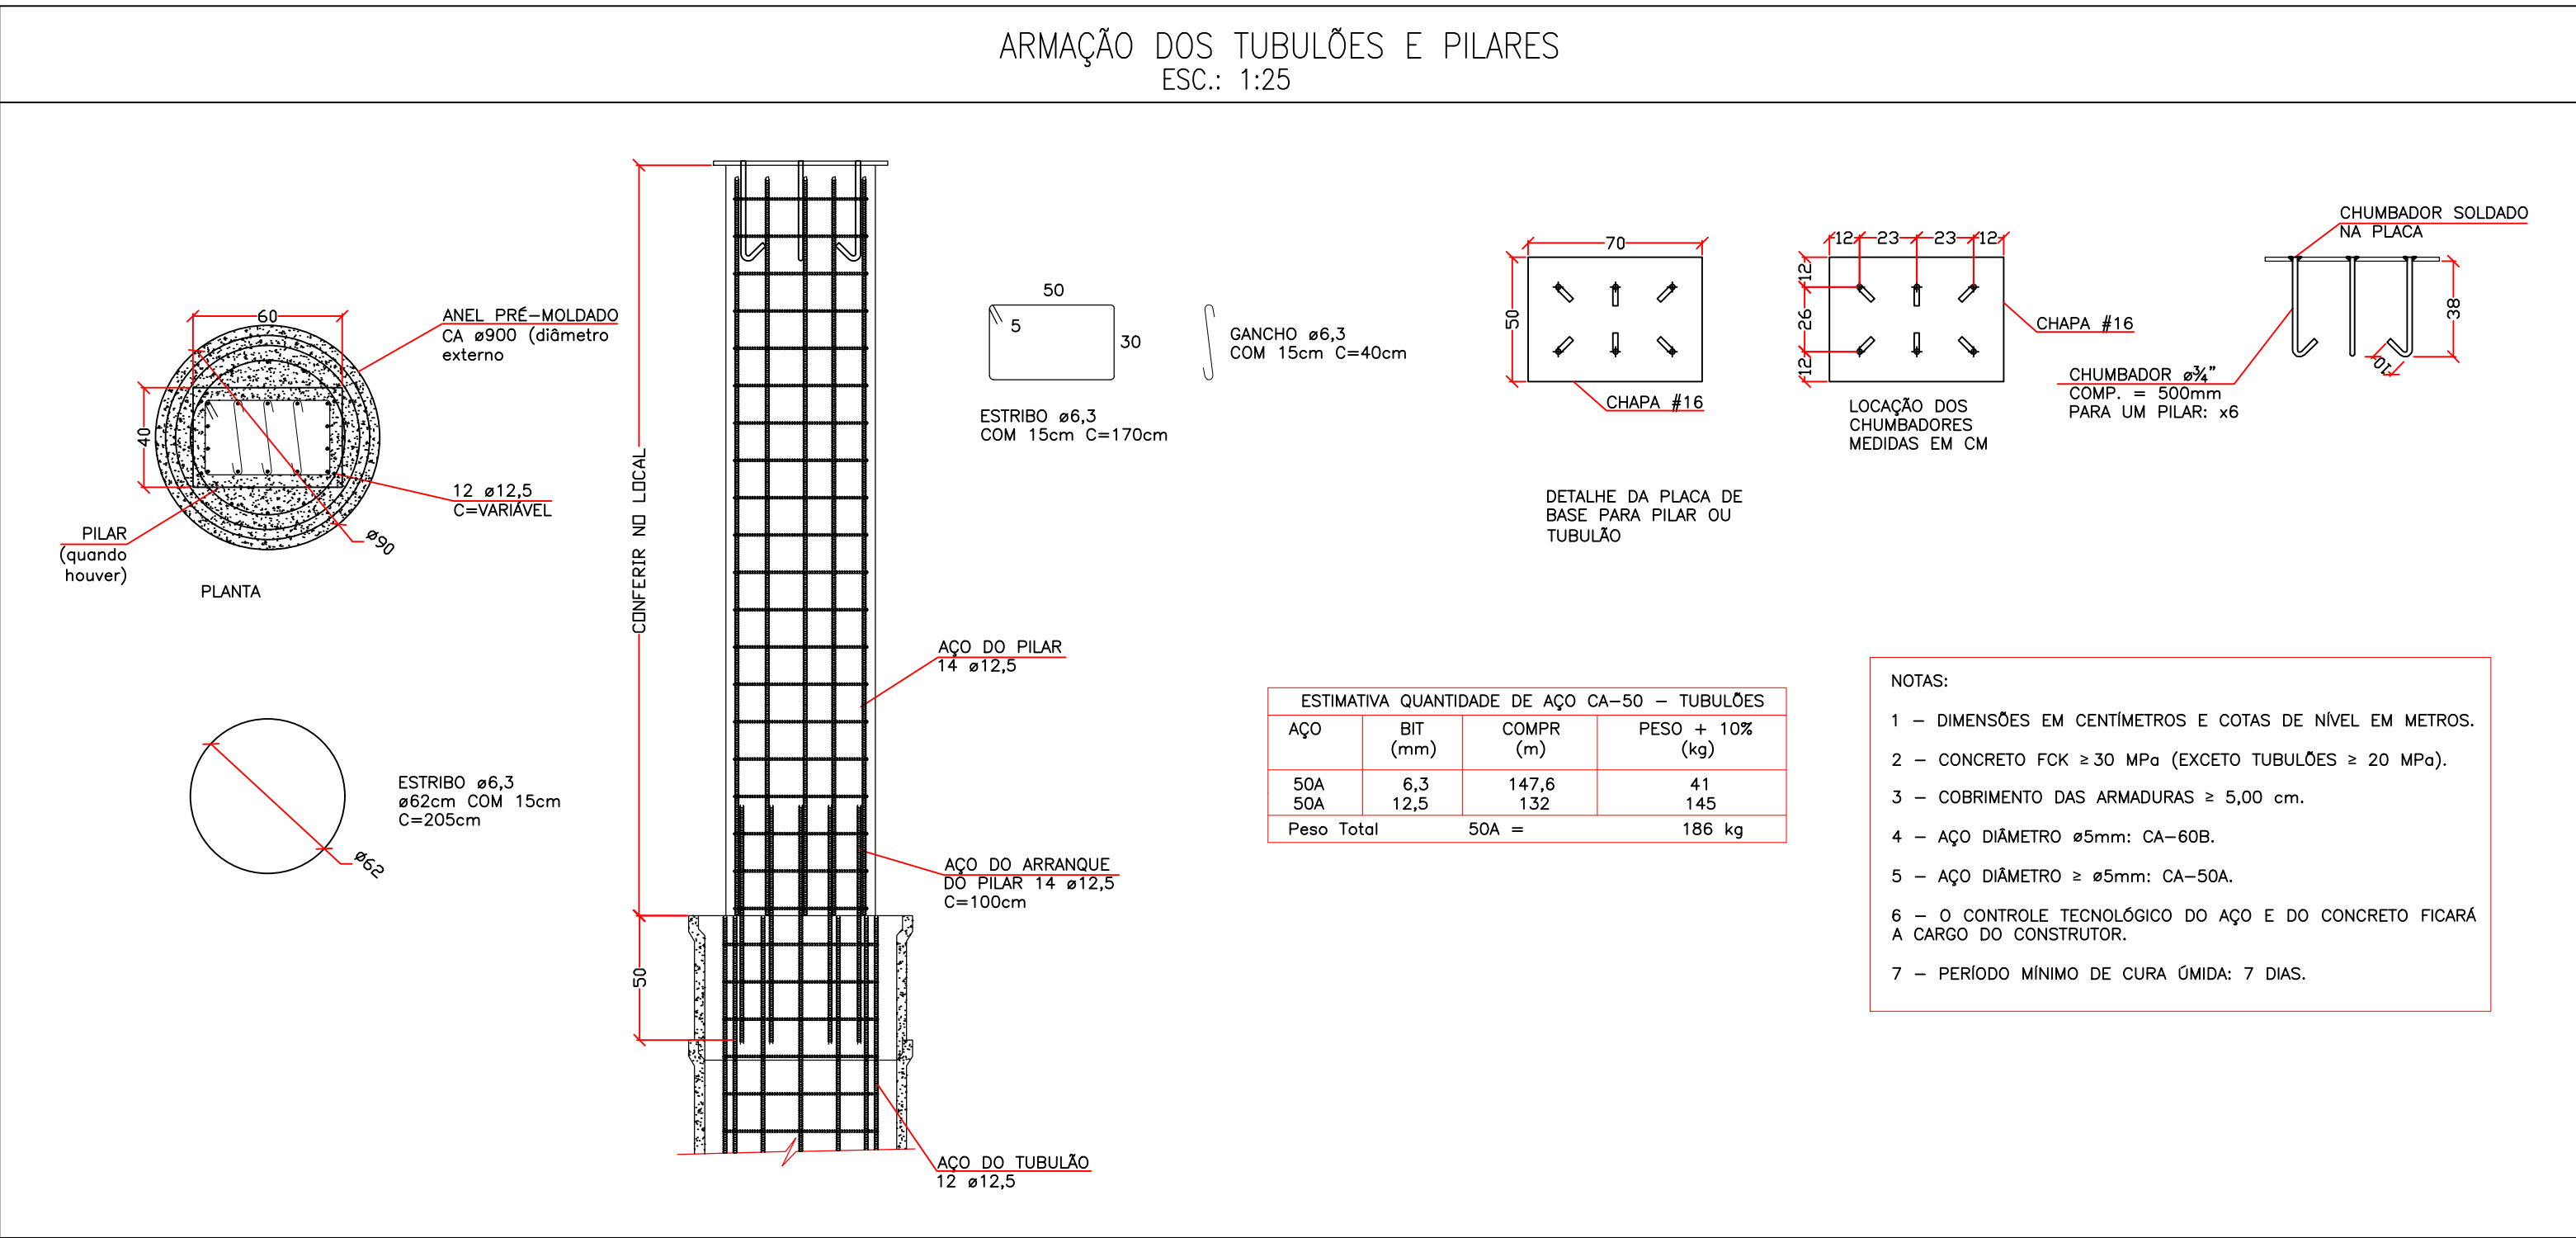 ARMAÇÃO DOS TUBULÕES E PILARES
ESC.: 1:25
60
40
ANEL PRÉ-MOLDADO
CA ø900 (diâmetro
externo
12 ø12,5
C=VARIÁVEL
ø90
PILAR
(quando
houver)
PLANTA
ESTRIBO ø6,3
ø62cm COM 15cm
C=205cm
ø62
CONFERIR NO LOCAL
50
AÇO DO PILAR
14 ø12,5
AÇO DO ARRANQUE
DO PILAR 14 ø12,5
C=100cm
AÇO DO TUBULÃO
12 ø12,5
50
5
30
ESTRIBO ø6,3
COM 15cm C=170cm
GANCHO ø6,3
COM 15cm C=40cm
70
50
CHAPA #16
DETALHE DA PLACA DE
BASE PARA PILAR OU
TUBULÃO
12 23 23 12
12
26
12
CHAPA #16
LOCAÇÃO DOS
CHUMBADORES
MEDIDAS EM CM
CHUMBADOR SOLDADO
NA PLACA
38
10
CHUMBADOR ø¾"
COMP. = 500mm
PARA UM PILAR: x6
ESTIMATIVA QUANTIDADE DE AÇO CA-50 - TUBULÕES
AÇO BIT COMPR PESO + 10%
(mm) (m) (kg)
50A 6,3 147,6 41
50A 12,5 132 145
Peso Total 50A = 186 kg
NOTAS:
1 - DIMENSÕES EM CENTÍMETROS E COTAS DE NÍVEL EM METROS.
2 - CONCRETO FCK ≥ 30 MPa (EXCETO TUBULÕES ≥ 20 MPa).
3 - COBRIMENTO DAS ARMADURAS ≥ 5,00 cm.
4 - AÇO DIÂMETRO ø5mm: CA-60B.
5 - AÇO DIÂMETRO ≥ ø5mm: CA-50A.
6 - O CONTROLE TECNOLÓGICO DO AÇO E DO CONCRETO FICARÁ
A CARGO DO CONSTRUTOR.
7 - PERÍODO MÍNIMO DE CURA ÚMIDA: 7 DIAS.